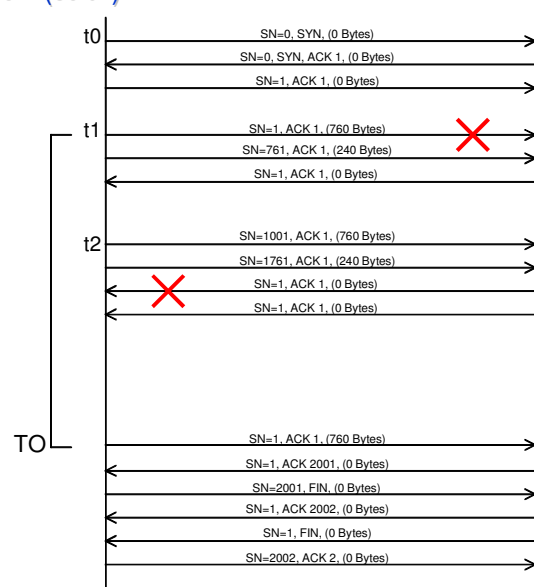 t0
SN=0, SYN, (0 Bytes)
SN=0, SYN, ACK 1, (0 Bytes)
SN=1, ACK 1, (0 Bytes)
t1
SN=1, ACK 1, (760 Bytes)
SN=761, ACK 1, (240 Bytes)
SN=1, ACK 1, (0 Bytes)
t2
SN=1001, ACK 1, (760 Bytes)
SN=1761, ACK 1, (240 Bytes)
SN=1, ACK 1, (0 Bytes)
SN=1, ACK 1, (0 Bytes)
TO
SN=1, ACK 1, (760 Bytes)
SN=1, ACK 2001, (0 Bytes)
SN=2001, FIN, (0 Bytes)
SN=1, ACK 2002, (0 Bytes)
SN=1, FIN, (0 Bytes)
SN=2002, ACK 2, (0 Bytes)